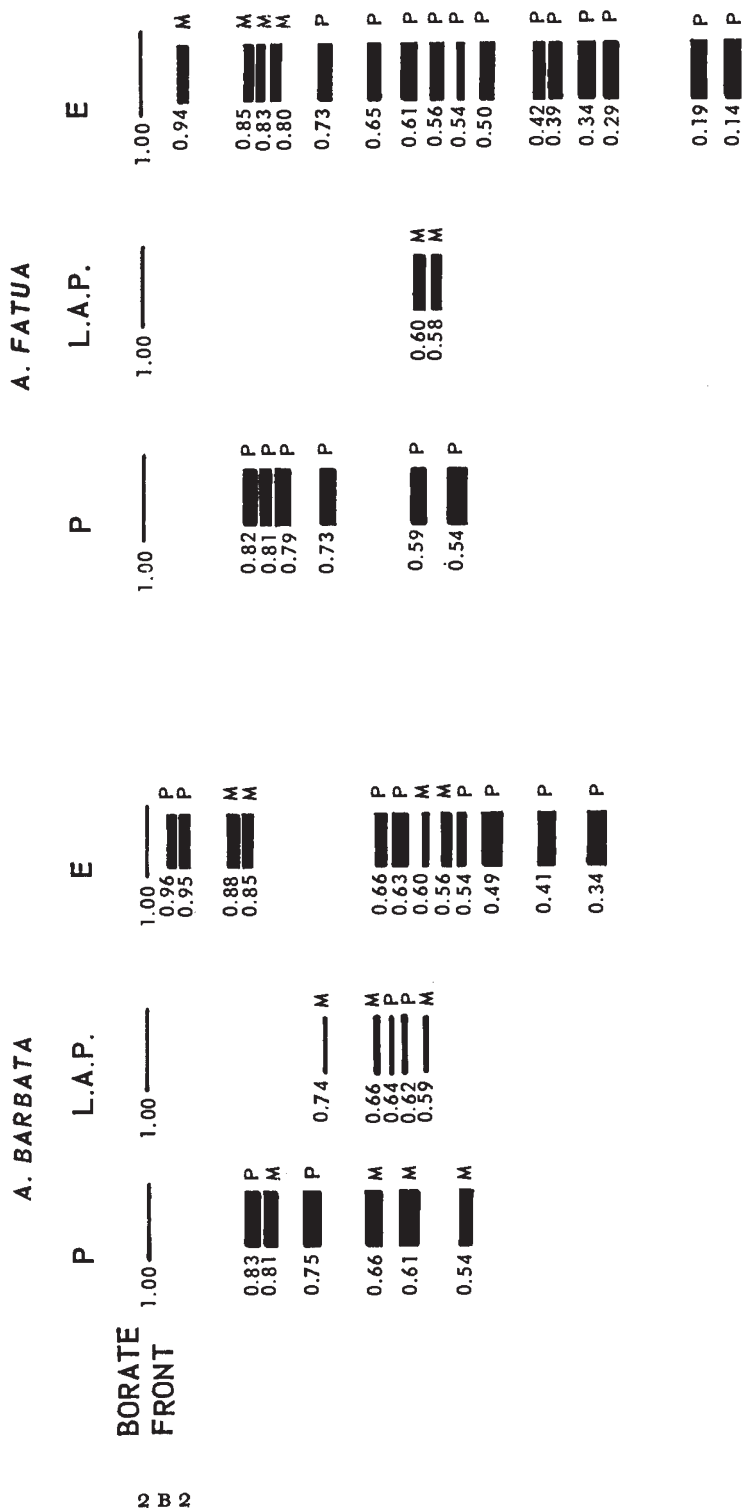 A. BARBATA
A. FATUA
P
L.A.P.
E
P
L.A.P.
E
BORATE
FRONT
2 B 2
1.00
0.83 P
0.81 M
0.75 P
0.66 M
0.61 M
0.54 M
1.00
0.74 M
0.66 M
0.64 P
0.62 P
0.59 M
1.00
0.96 P
0.95 P
0.88 M
0.85 M
0.66 P
0.63 P
0.60 M
0.56 M
0.54 P
0.49 P
0.41 P
0.34 P
1.00
0.82 P
0.81 P
0.79 P
0.73 P
0.59 P
0.54 P
1.00
0.60 M
0.58 M
1.00
0.94 M
0.85 M
0.83 M
0.80 M
0.73 P
0.65 P
0.61 P
0.56 P
0.54 P
0.50 P
0.42 P
0.39 P
0.34 P
0.29 P
0.19 P
0.14 P